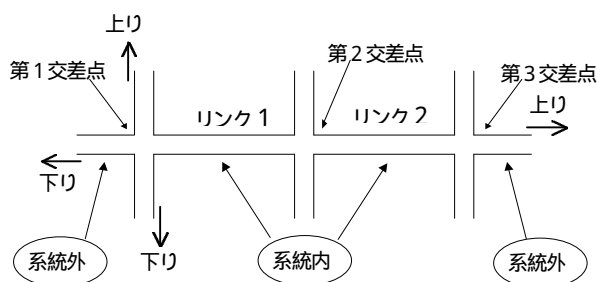 上り
第1交差点
第2交差点
第3交差点
リンク1
リンク2
上り
下り
下り
系統外
系統内
系統外